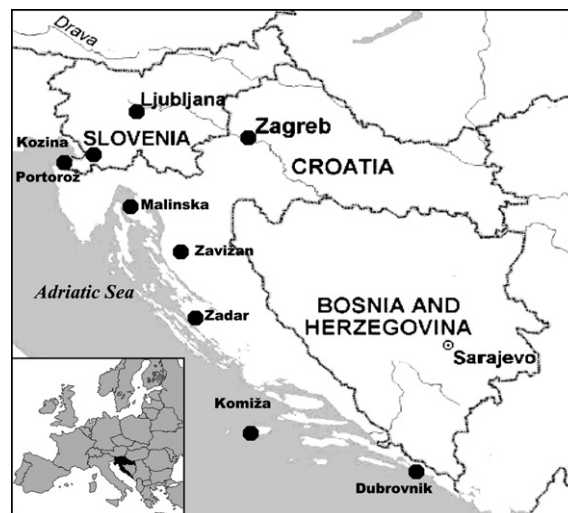 Drava
Ljubljana
Kozina
SLOVENIA
Zagreb
Portorož
CROATIA
Malinska
Zavižan
Adriatic Sea
Zadar
BOSNIA AND
HERZEGOVINA
Sarajevo
Komiža
Dubrovnik